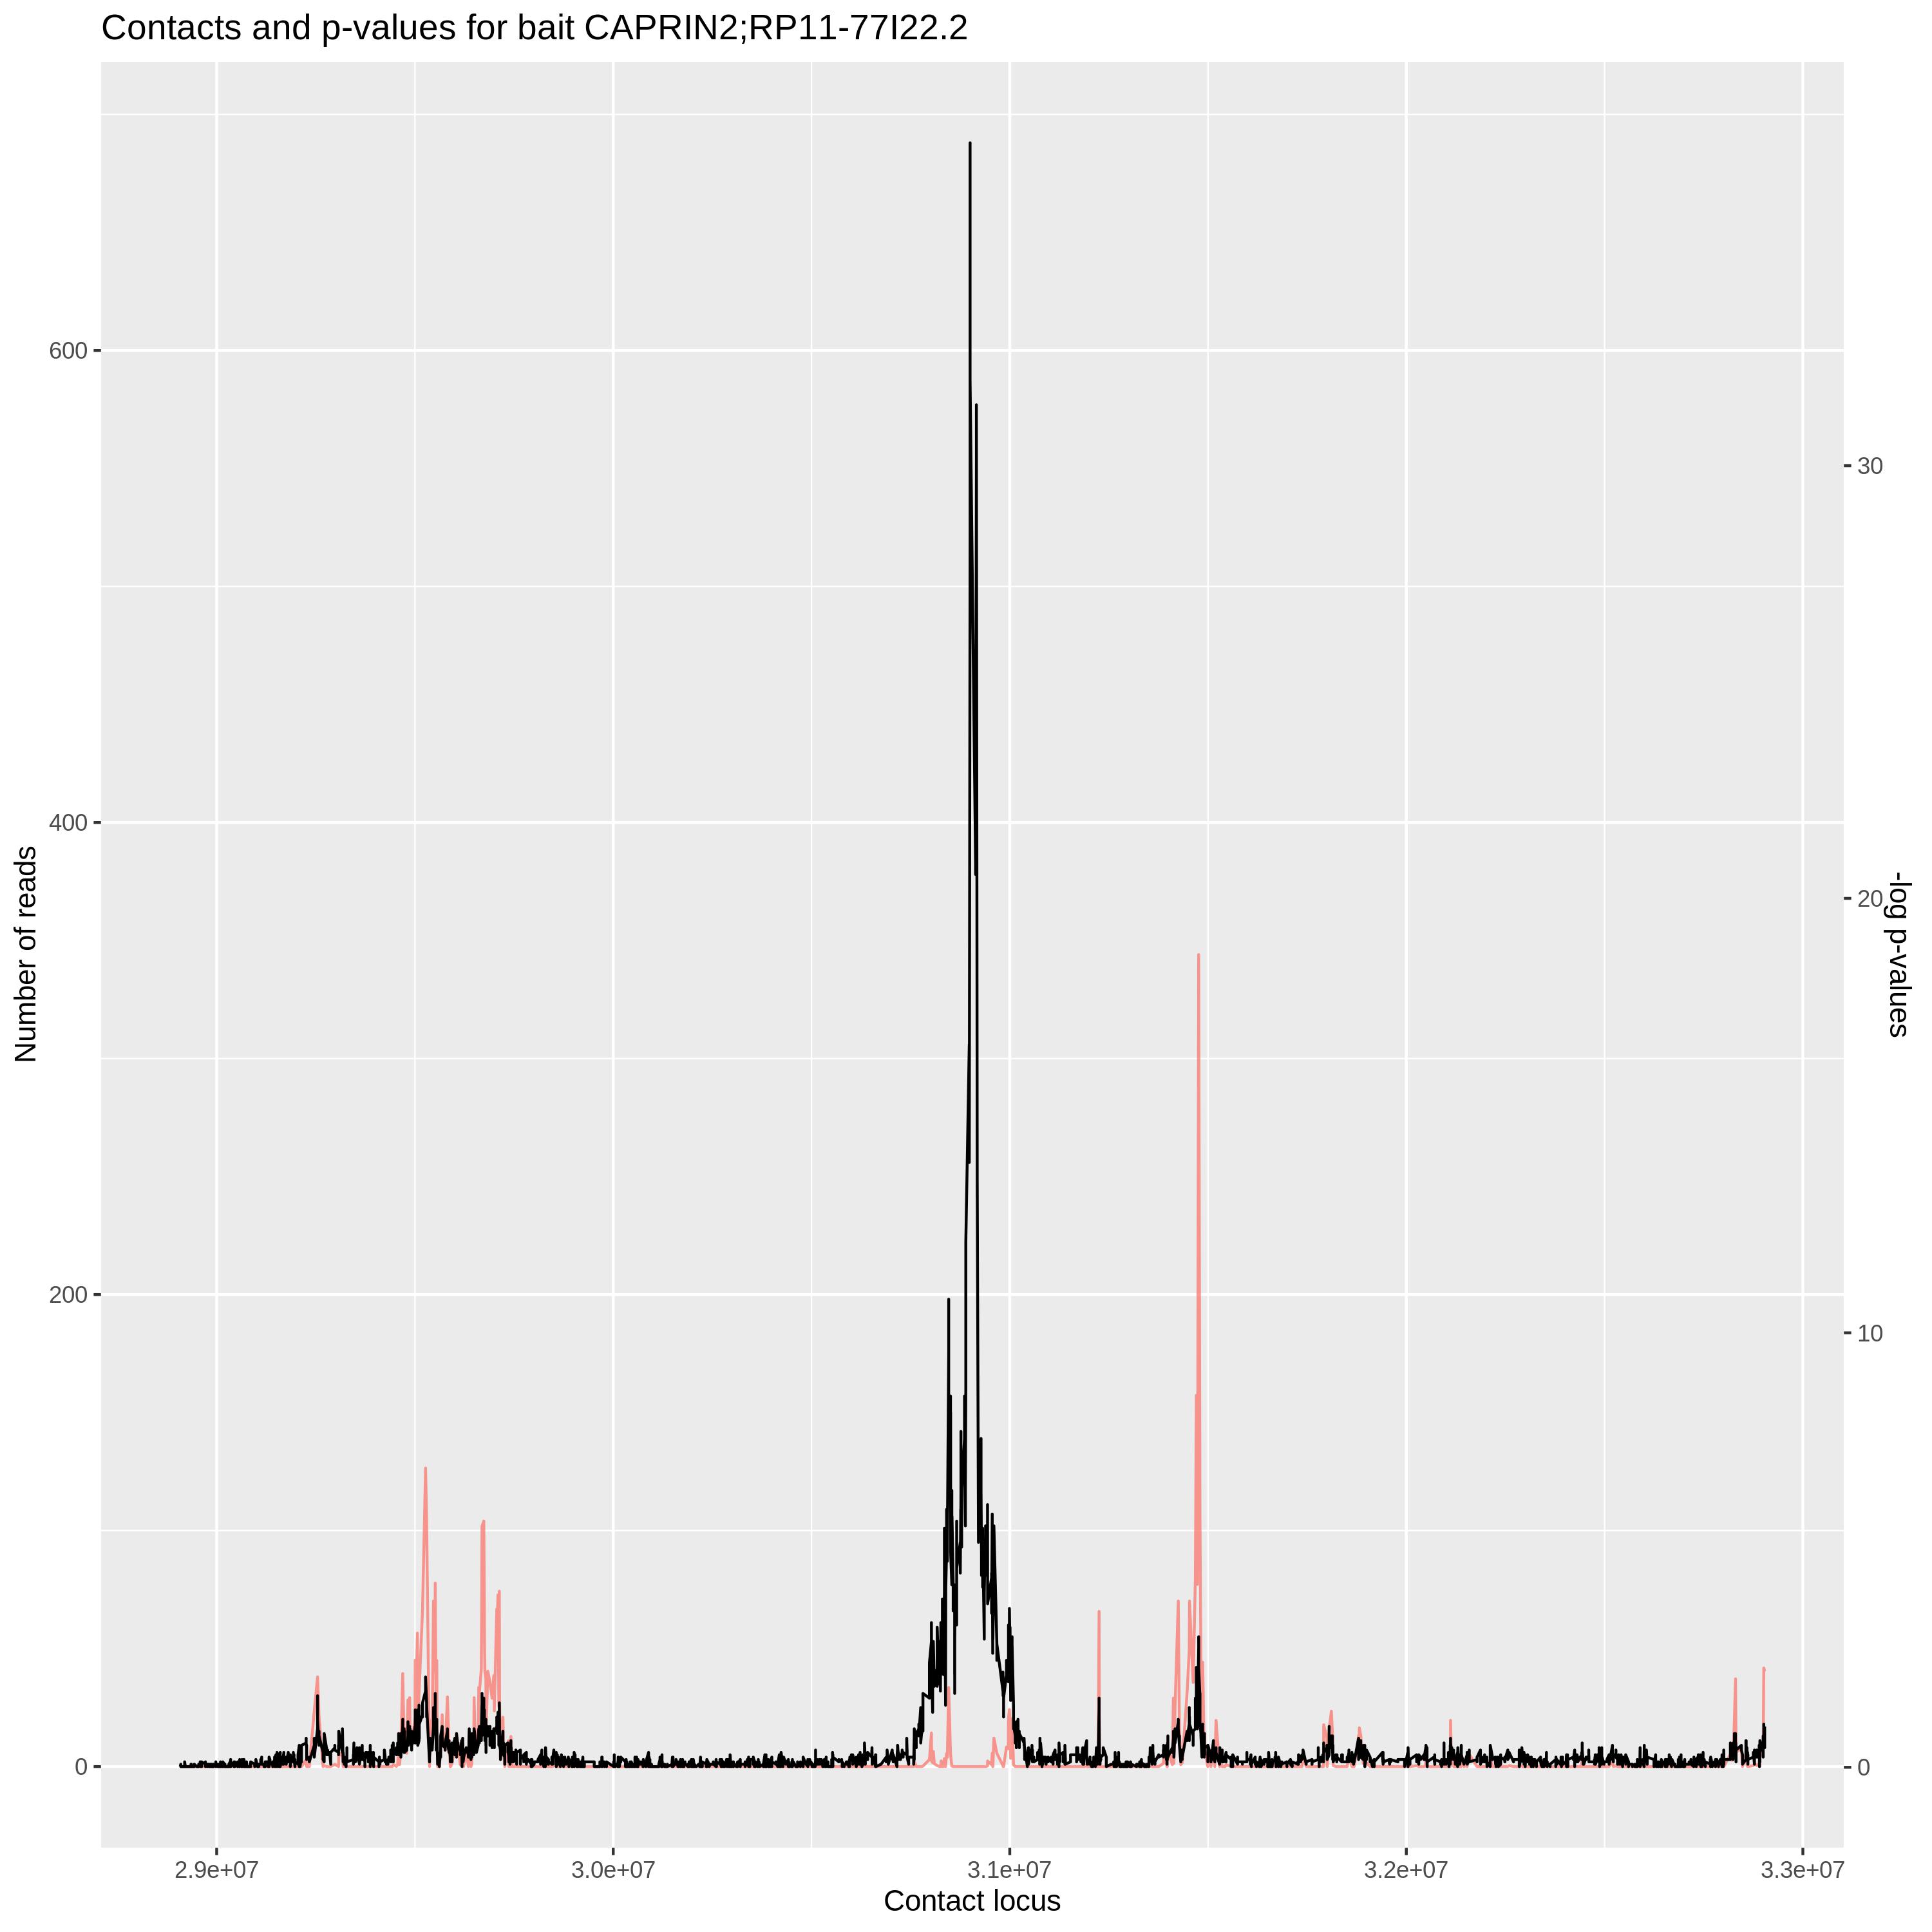 Contacts and p-values for bait CAPRIN2;RP11-77I22.2
600
400
200
0
Number of reads
30
20
10
0
-log p-values
2.9e+07
3.0e+07
3.1e+07
3.2e+07
3.3e+07
Contact locus